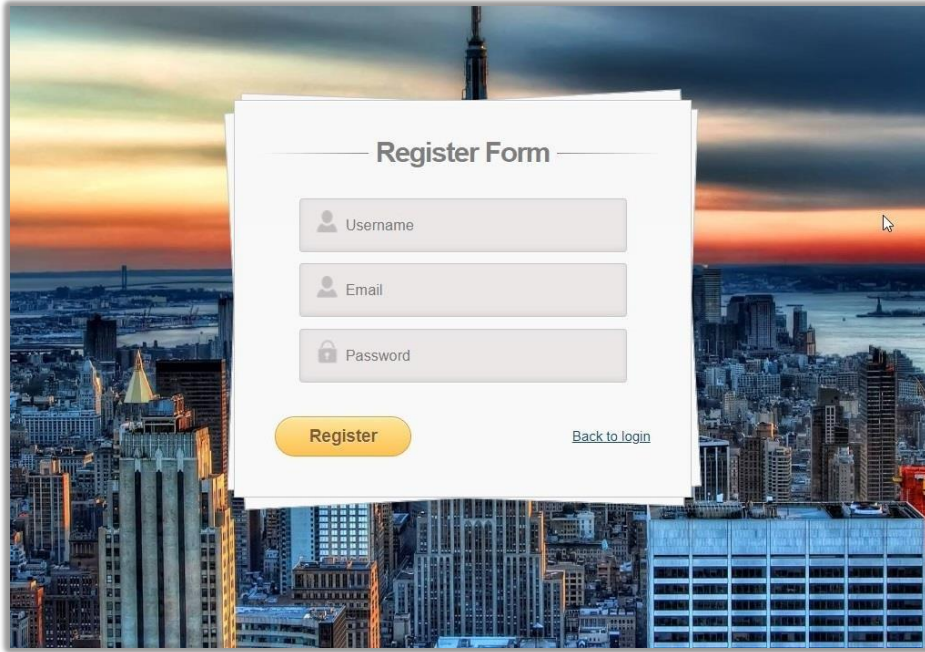 Register Form
Username
Email
Password
Register
Back to login